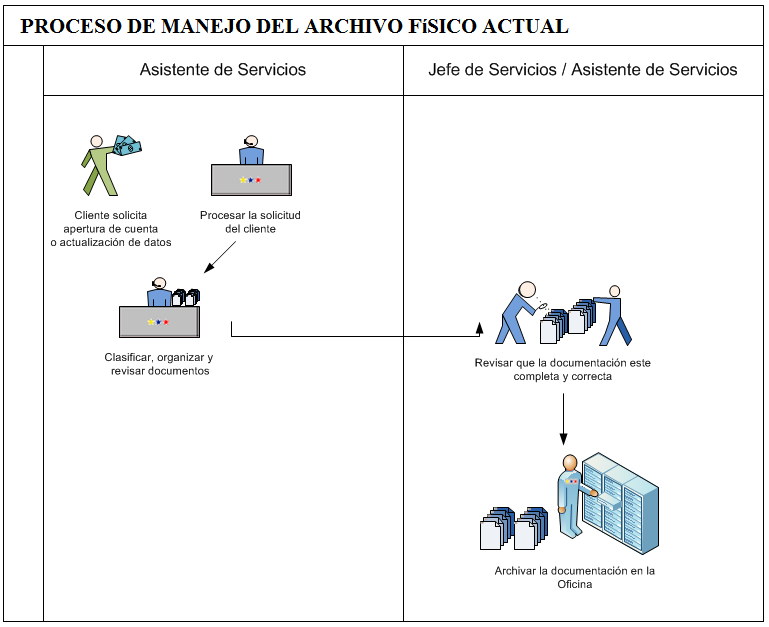 PROCESO DE MANEJO DEL ARCHIVO FíSICO ACTUAL
Asistente de Servicios
Jefe de Servicios / Asistente de Servicios
Cliente solicita
apertura de cuenta
o actualización de datos
Procesar la solicitud
del cliente
Clasificar, organizar y
revisar documentos
Revisar que la documentación este
completa y correcta
Archivar la documentación en la
Oficina